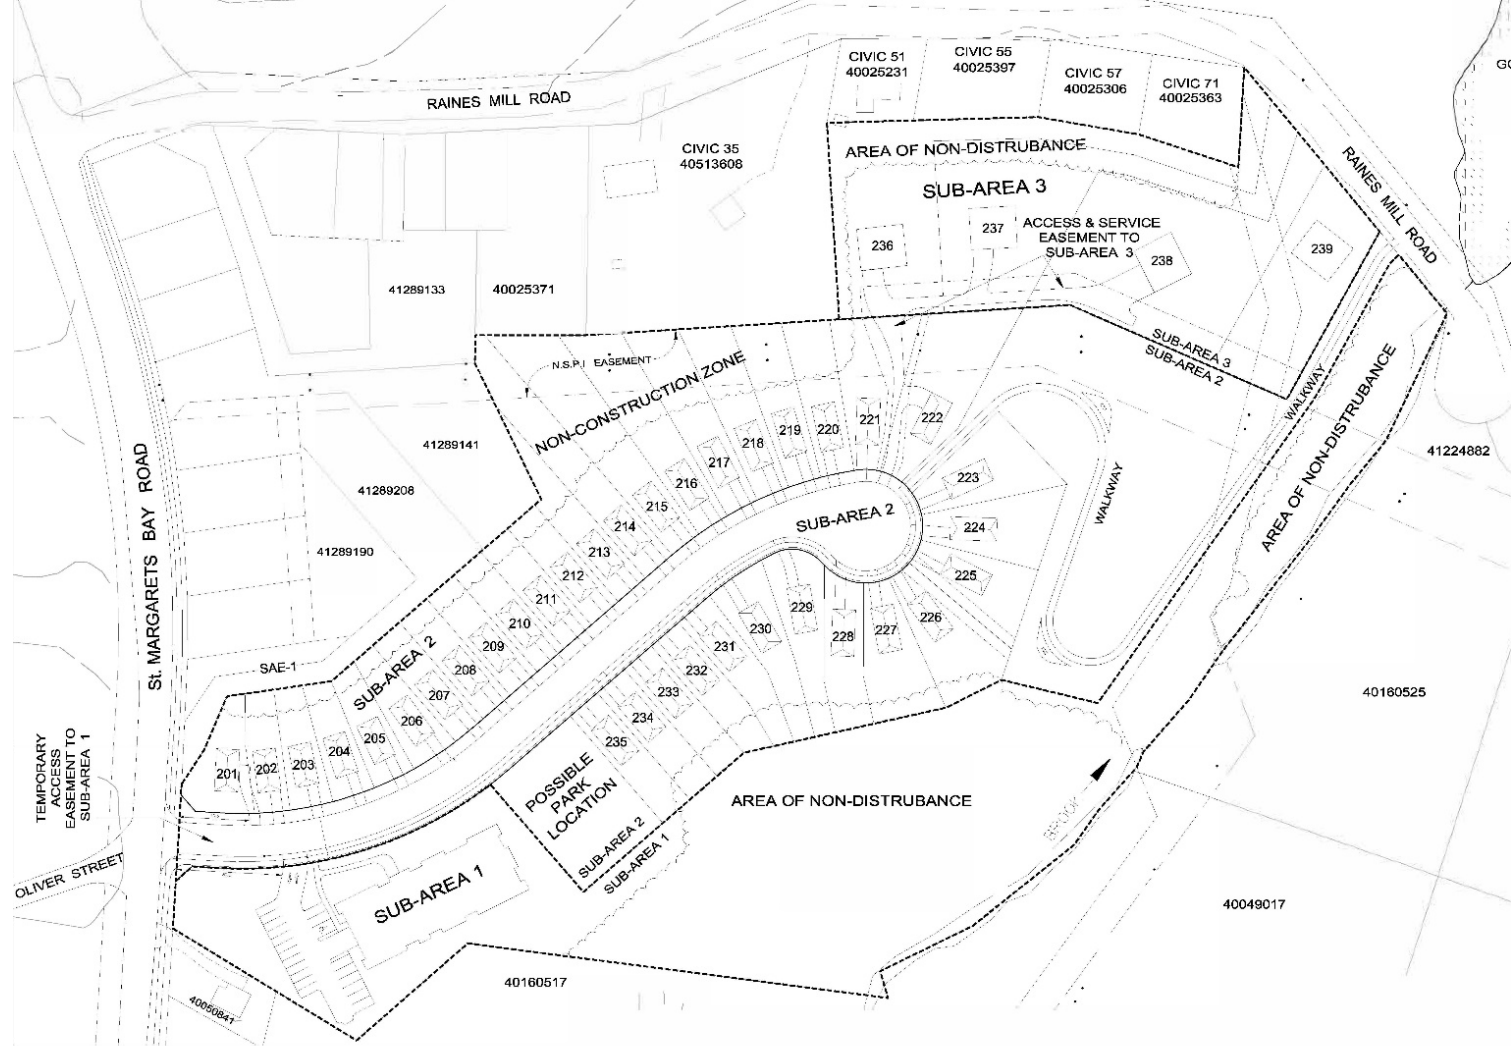 CIVIC 51
40025231
CIVIC 55
40025397
CIVIC 57
40025306
CIVIC 71
40025363
GO
RAINES MILL ROAD
CIVIC 35
40513608
AREA OF NON-DISTRUBANCE
SUB-AREA 3
RAINES MILL ROAD
236
237
ACCESS & SERVICE
EASEMENT TO
SUB-AREA 3
238
239
41289133
40025371
SUB-AREA 3
SUB-AREA 2
N.S.P.I EASEMENT
NON-CONSTRUCTION ZONE
WALKWAY
AREA OF NON-DISTRUBANCE
41289141
41224882
41289208
41289190
St. MARGARETS BAY ROAD
WALKWAY
SUB-AREA 2
222
221
220
219
218
217
216
215
214
213
212
211
210
209
208
207
206
205
204
203
202
201
223
224
225
226
227
228
229
230
231
232
233
234
235
SAE-1
SUB-AREA 2
40160525
TEMPORARY
ACCESS
EASEMENT TO
SUB-AREA 1
POSSIBLE
PARK
LOCATION
AREA OF NON-DISTRUBANCE
BROOK
SUB-AREA 2
SUB-AREA 1
OLIVER STREET
SUB-AREA 1
40049017
40160517
40050841